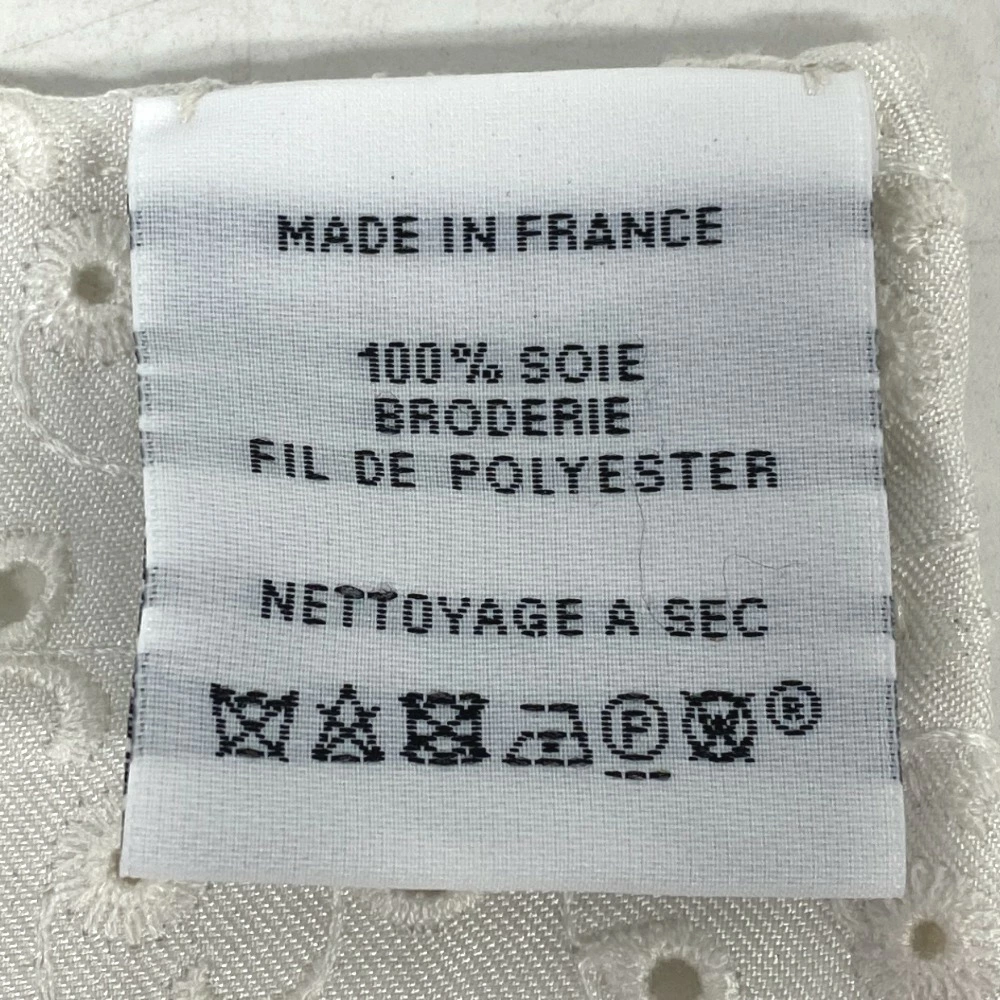 MADE IN FRANCE
100% SOIE
BRODERIE
FIL DE POLYESTER
NETTOYAGE A SEC
P W ®